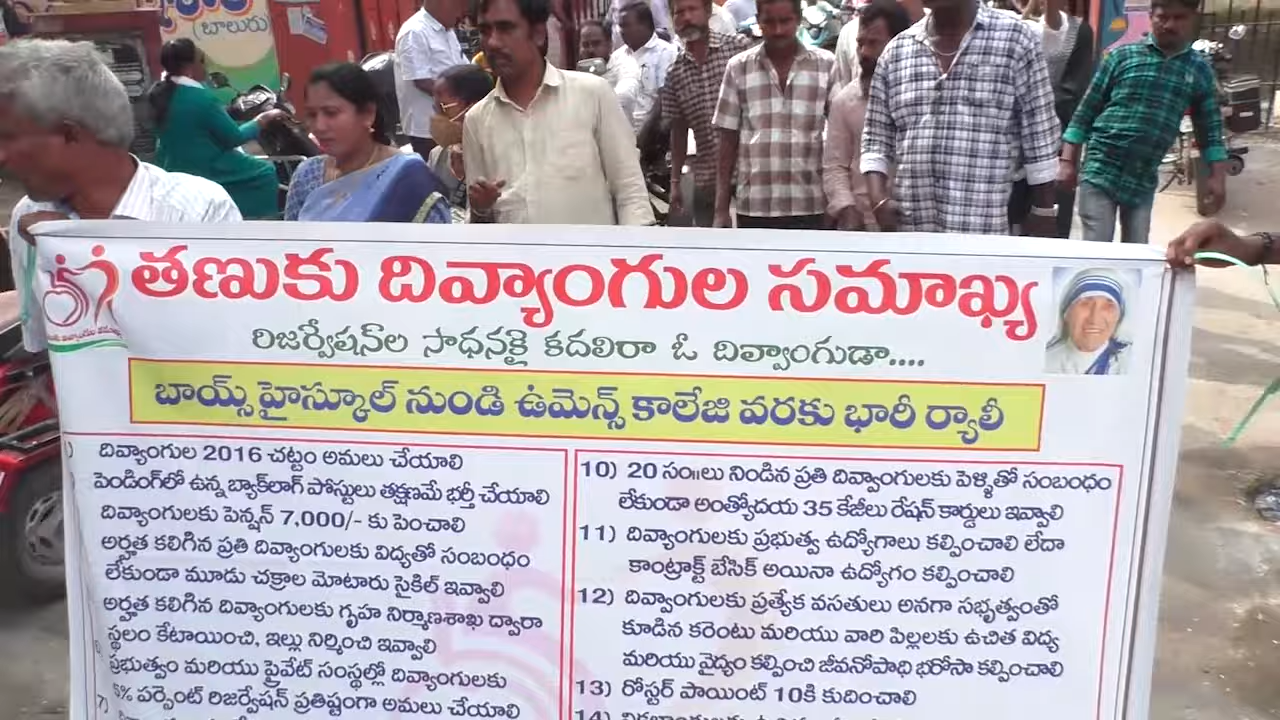 (బాలురు)
తణుకు దివ్యాంగుల సమాఖ్య
రిజర్వేషన్‌ల సాధనకై కదలిరా ఓ దివ్యాంగుడా....
బాయ్స్ హైస్కూల్ నుండి ఉమెన్స్ కాలేజి వరకు భారీ ర్యాలీ
దివ్యాంగుల 2016 చట్టం అమలు చేయాలి
పెండింగ్‌లో ఉన్న బ్యాక్‌లాగ్ పోస్టులు తక్షణమే భర్తీ చేయాలి
దివ్యాంగులకు పెన్షన్ 7,000/- కు పెంచాలి
అర్హత కలిగిన ప్రతి దివ్యాంగులకు విద్యతో సంబంధం
లేకుండా మూడు చక్రాల మోటారు సైకిల్ ఇవ్వాలి
అర్హత కలిగిన దివ్యాంగులకు గృహ నిర్మాణశాఖ ద్వారా
స్థలం కేటాయించి, ఇల్లు నిర్మించి ఇవ్వాలి
ప్రభుత్వం మరియు ప్రైవేట్ సంస్థల్లో దివ్యాంగులకు
5% పర్సెంట్ రిజర్వేషన్ ప్రతిష్టంగా అమలు చేయాలి
7)
10) 20 సం॥లు నిండిన ప్రతి దివ్వాంగులకు పెళ్ళితో సంబంధం
లేకుండా అంత్యోదయ 35 కేజీలు రేషన్ కార్డులు ఇవ్వాలి
11) దివ్యాంగులకు ప్రభుత్వ ఉద్యోగాలు కల్పించాలి లేదా
కాంట్రాక్ట్ బేసిక్ అయినా ఉద్యోగం కల్పించాలి
12) దివ్వాంగులకు ప్రత్యేక వసతులు అనగా సభృత్వంతో
కూడిన కరెంటు మరియు వారి పిల్లలకు ఉచిత విద్య
మరియు వైద్యం కల్పించి జీవనోపాధి భరోసా కల్పించాలి
13) రోస్టర్ పాయింట్ 10కి కుదించాలి
14)